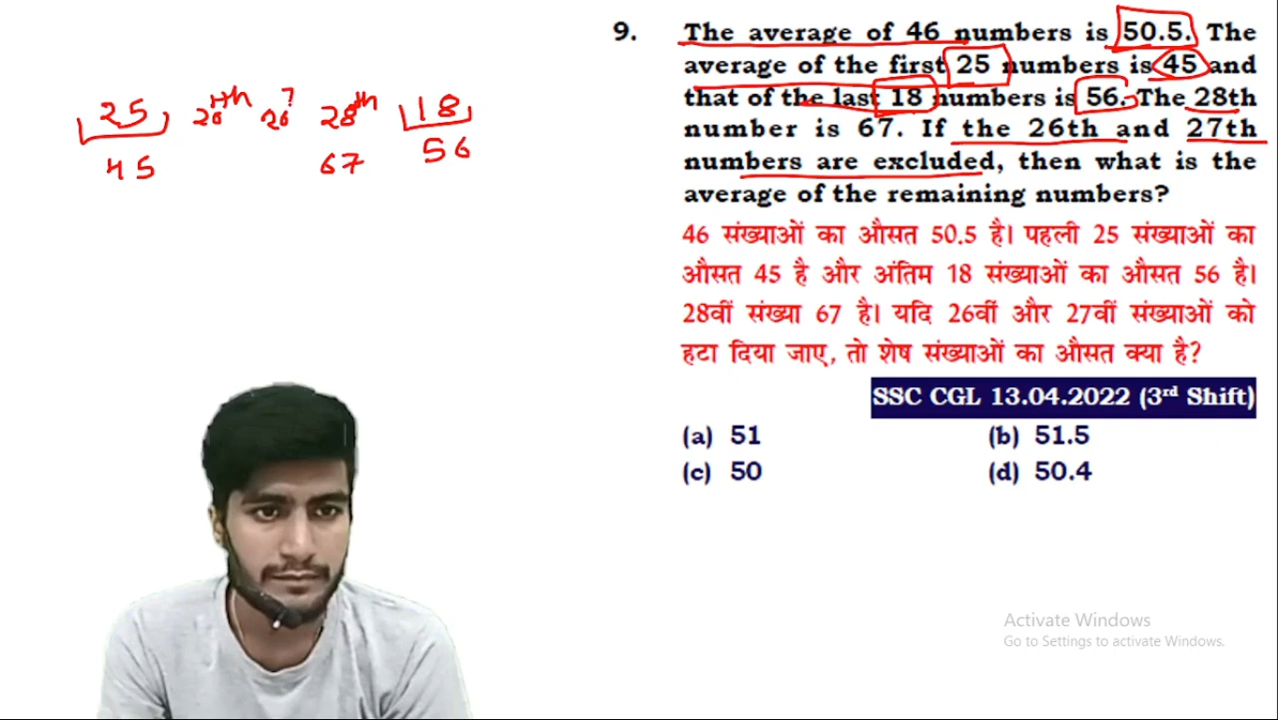 9. The average of 46 numbers is 50.5. The
average of the first 25 numbers is 45 and
that of the last 18 numbers is 56. The 28th
number is 67. If the 26th and 27th
numbers are excluded, then what is the
average of the remaining numbers?
46 संख्याओं का औसत 50.5 है। पहली 25 संख्याओं का
औसत 45 है और अंतिम 18 संख्याओं का औसत 56 है।
28वीं संख्या 67 है। यदि 26वीं और 27वीं संख्याओं को
हटा दिया जाए, तो शेष संख्याओं का औसत क्या है?
SSC CGL 13.04.2022 (3rd Shift)
(a) 51 (b) 51.5
(c) 50 (d) 50.4
25 28th 18
45 67 56
Activate Windows
Go to Settings to activate Windows.